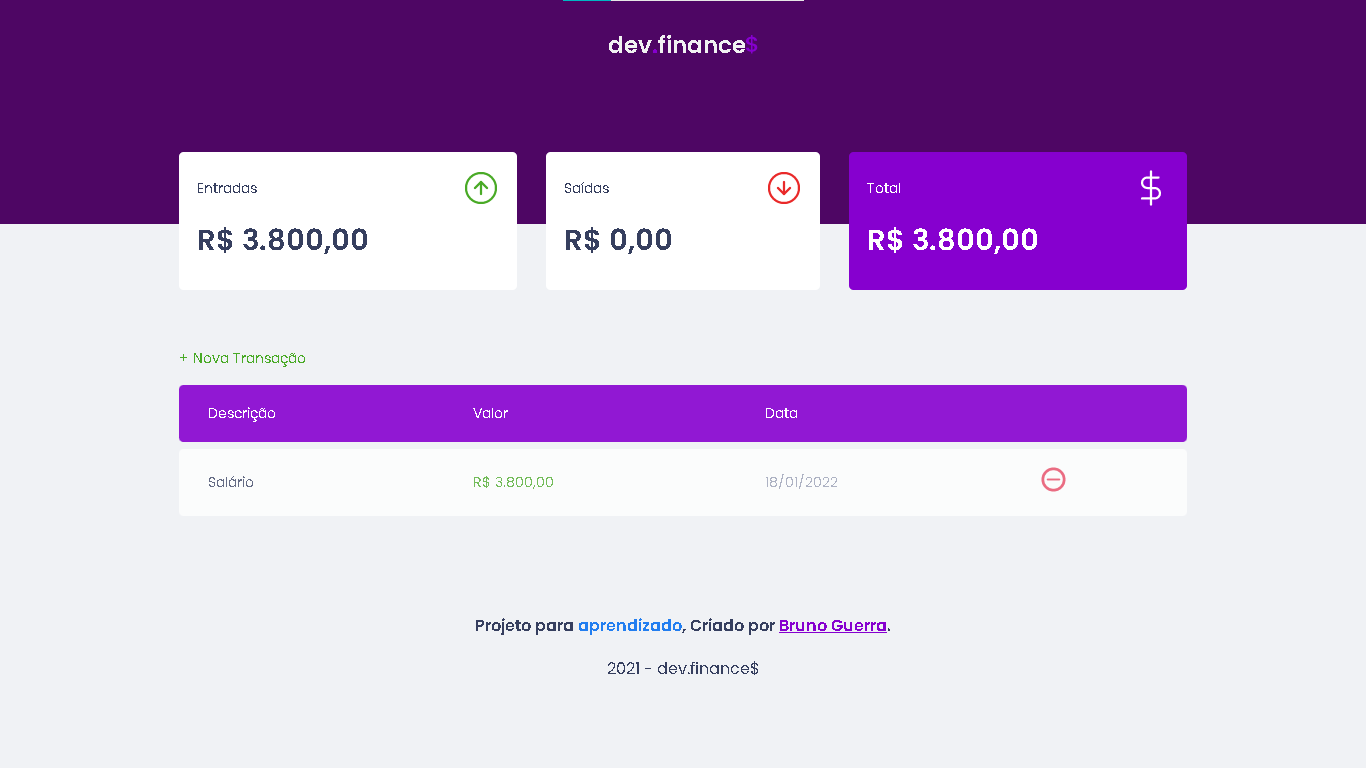 dev.finance$
Entradas
R$ 3.800,00
Saídas
R$ 0,00
Total
R$ 3.800,00
+ Nova Transação
Descrição Valor Data
Salário R$ 3.800,00 18/01/2022
Projeto para aprendizado, Criado por Bruno Guerra.
2021 - dev.finance$